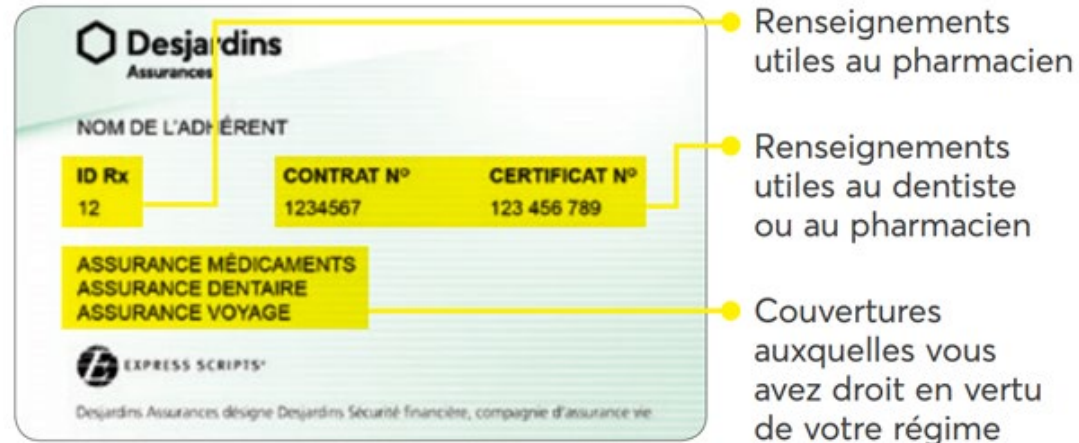 Desjardins
Assurances
NOM DE L'ADHÉRENT
ID Rx CONTRAT Nº CERTIFICAT Nº
12 1234567 123 456 789
ASSURANCE MÉDICAMENTS
ASSURANCE DENTAIRE
ASSURANCE VOYAGE
EXPRESS SCRIPTS®
Desjardins Assurances désigne Desjardins Sécurité financière, compagnie d'assurance vie
Renseignements
utiles au pharmacien
Renseignements
utiles au dentiste
ou au pharmacien
Couvertures
auxquelles vous
avez droit en vertu
de votre régime